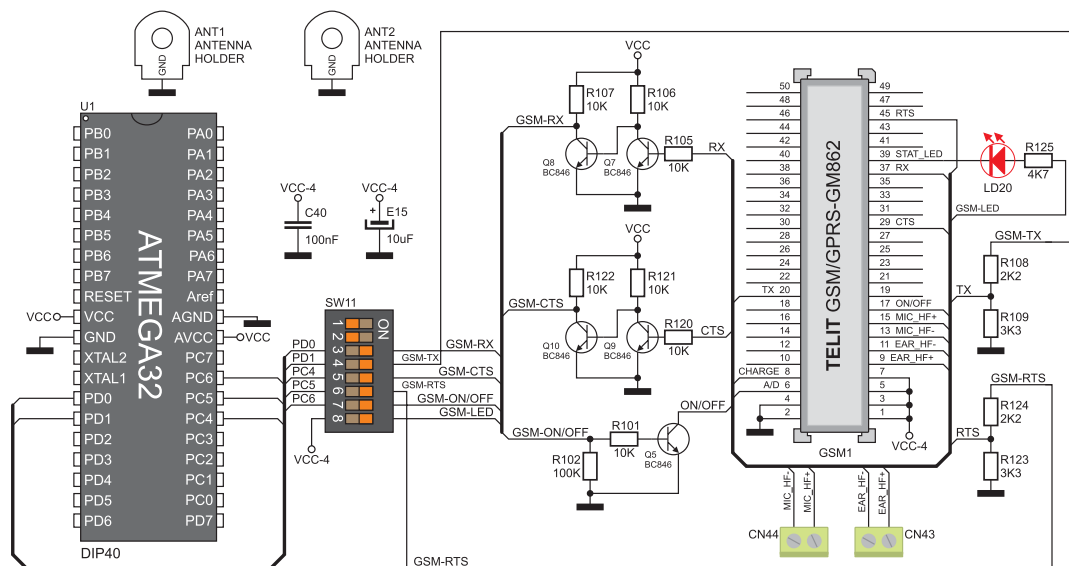 ANT1
ANTENNA
HOLDER
GND
ANT2
ANTENNA
HOLDER
GND
U1
PB0 PA0
PB1 PA1
PB2 PA2
PB3 PA3
PB4 PA4
PB5 PA5
PB6 PA6
PB7 PA7
RESET Aref
VCC VCC AGND
GND AVCC VCC
XTAL2 PC7
XTAL1 PC6
PD0 PC5
PD1 PC4
PD2 PC3
PD3 PC2
PD4 PC1
PD5 PC0
PD6 PD7
ATMEGA32
DIP40
VCC-4
C40
100nF
VCC-4
+
E15
10uF
SW11
ON
1
2
3
4
5
6
7
8
PD0
PD1
PC4
PC5
PC6
VCC-4
GSM-RX
GSM-TX
GSM-CTS
GSM-RTS
GSM-ON/OFF
GSM-LED
GSM-RTS
VCC
R107
10K
R106
10K
GSM-RX
Q8
BC846
Q7
BC846
R105
10K
RX
VCC
R122
10K
R121
10K
GSM-CTS
Q10
BC846
Q9
BC846
R120
10K
CTS
GSM-ON/OFF
R101
10K
R102
100K
Q5
BC846
ON/OFF
50 49
48 47
46 45 RTS
44 43
42 41
40 39 STAT_LED
38 37 RX
36 35
34 33
32 31
30 29 CTS
28 27
26 25
24 23
22 21
TX 20 19
18 17 ON/OFF
16 15 MIC_HF+
14 13 MIC_HF-
12 11 EAR_HF-
10 9 EAR_HF+
CHARGE 8 7
A/D 6 5
4 3
2 1
TELIT GSM/GPRS-GM862
GSM1
VCC-4
MIC_HF-
MIC_HF+
EAR_HF-
EAR_HF+
CN44
CN43
LD20
R125
4K7
GSM-LED
GSM-TX
TX
R108
2K2
R109
3K3
GSM-RTS
RTS
R124
2K2
R123
3K3